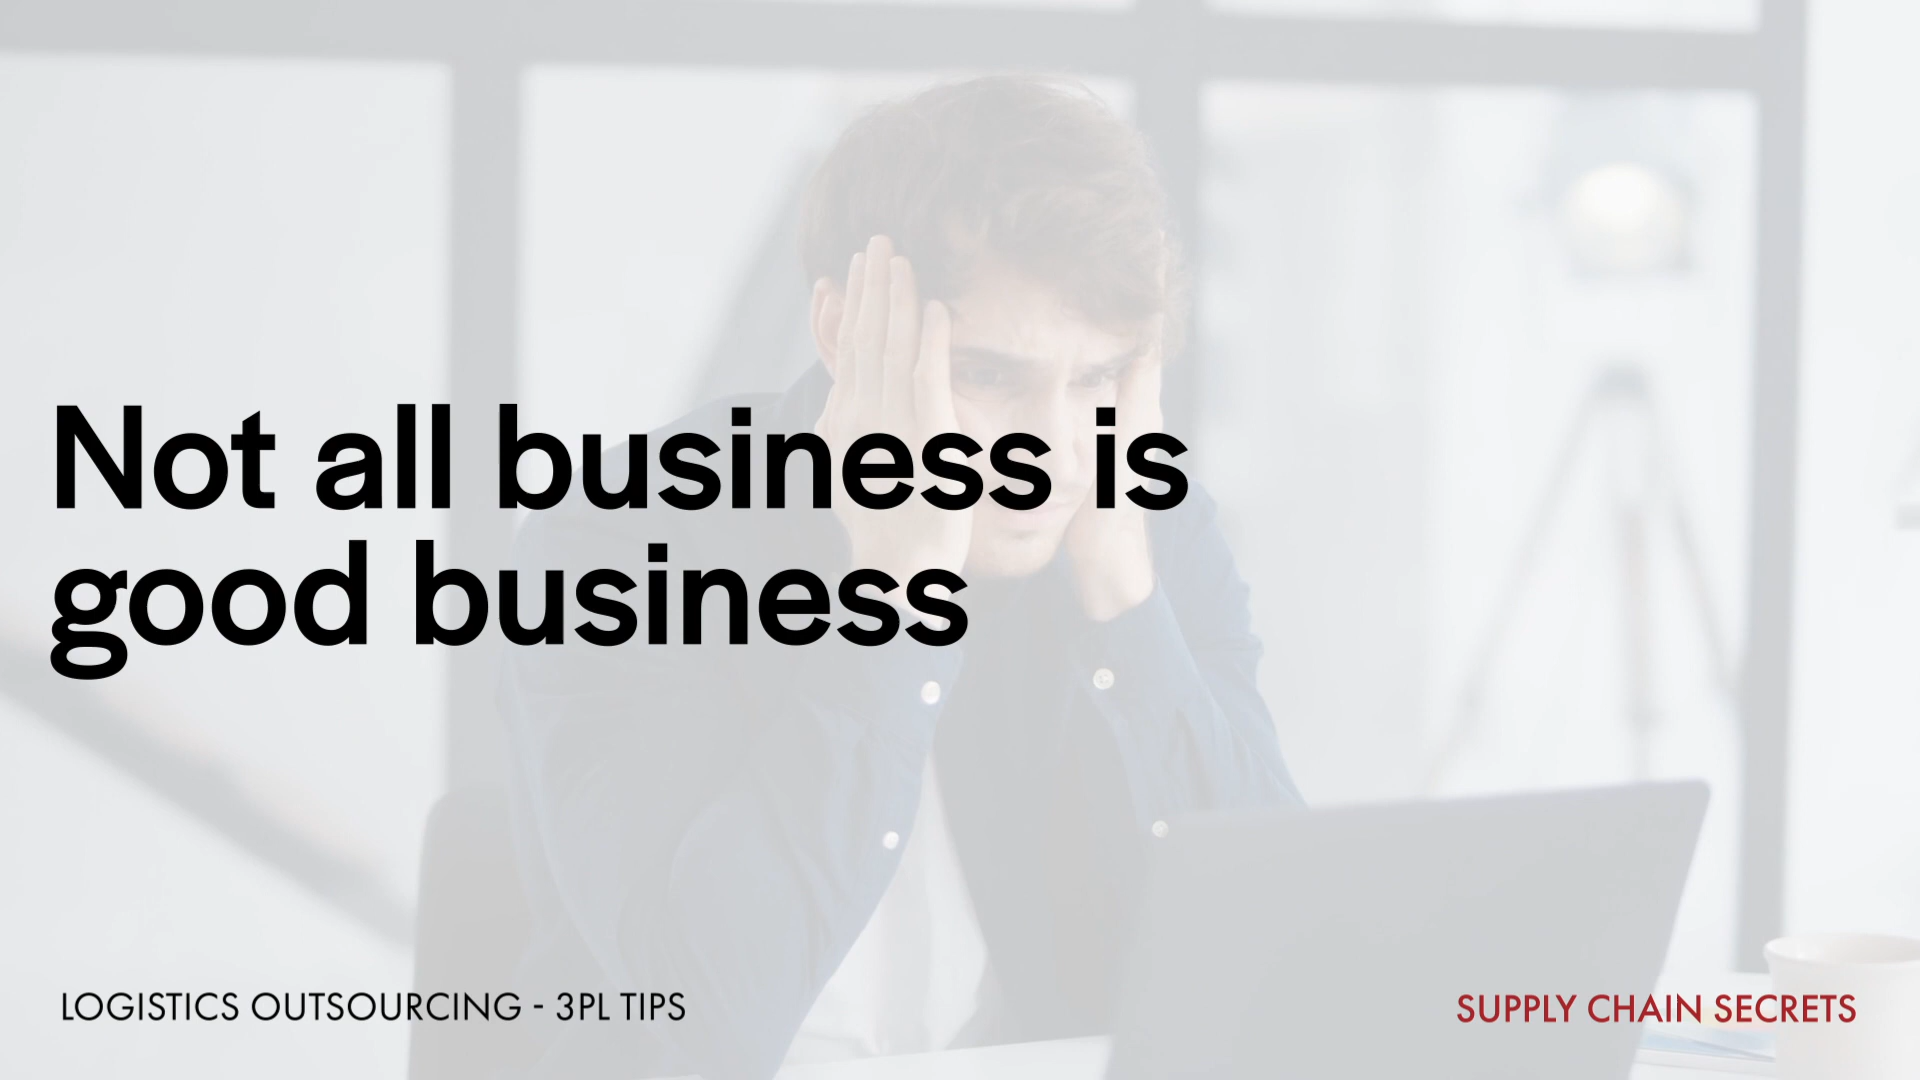 Not all business is
good business
LOGISTICS OUTSOURCING - 3PL TIPS
SUPPLY CHAIN SECRETS